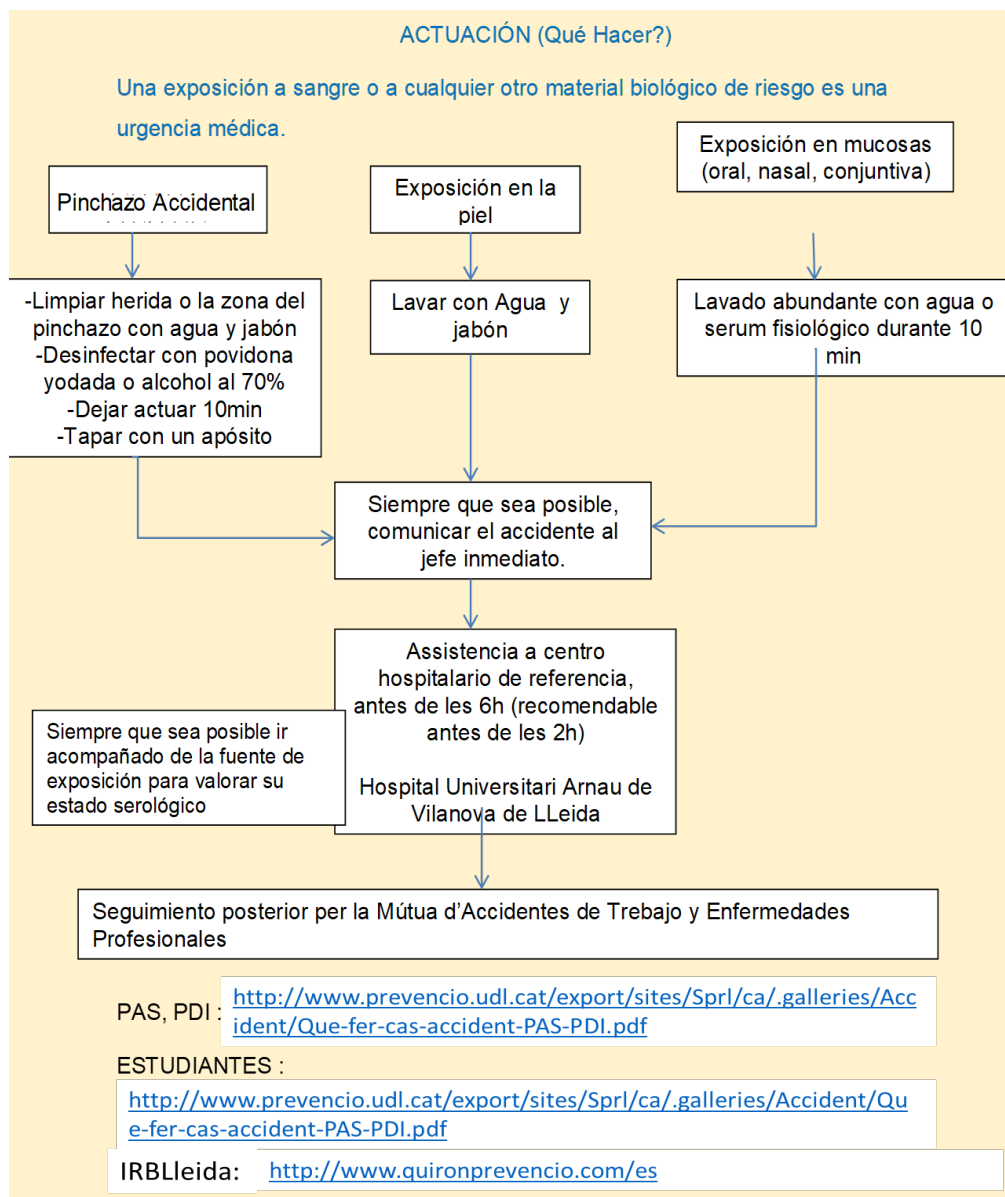 ACTUACIÓN (Qué Hacer?)
Una exposición a sangre o a cualquier otro material biológico de riesgo es una
urgencia médica.
Pinchazo Accidental
Exposición en la
piel
Exposición en mucosas
(oral, nasal, conjuntiva)
-Limpiar herida o la zona del
pinchazo con agua y jabón
-Desinfectar con povidona
yodada o alcohol al 70%
-Dejar actuar 10min
-Tapar con un apósito
Lavar con Agua y
jabón
Lavado abundante con agua o
serum fisiológico durante 10
min
Siempre que sea posible,
comunicar el accidente al
jefe inmediato.
Assistencia a centro
hospitalario de referencia,
antes de les 6h (recomendable
antes de les 2h)
Hospital Universitari Arnau de
Vilanova de LLeida
Siempre que sea posible ir
acompañado de la fuente de
exposición para valorar su
estado serológico
Seguimiento posterior per la Mútua d’Accidentes de Trabajo y Enfermedades
Profesionales
PAS, PDI :
http://www.prevencio.udl.cat/export/sites/Sprl/ca/.galleries/Acc
ident/Que-fer-cas-accident-PAS-PDI.pdf
ESTUDIANTES :
http://www.prevencio.udl.cat/export/sites/Sprl/ca/.galleries/Accident/Qu
e-fer-cas-accident-PAS-PDI.pdf
IRBLleida: http://www.quironprevencio.com/es